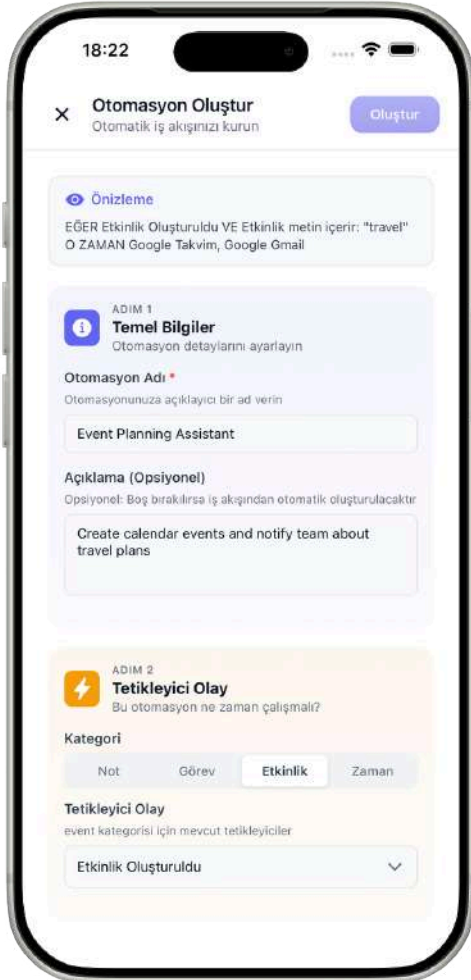 18:22
Otomasyon Oluştur
Otomatik iş akışınızı kurun
Oluştur
Önizleme
EĞER Etkinlik Oluşturuldu VE Etkinlik metin içerir: "travel"
O ZAMAN Google Takvim, Google Gmail
ADIM 1
Temel Bilgiler
Otomasyon detaylarını ayarlayın
Otomasyon Adı *
Otomasyonunuza açıklayıcı bir ad verin
Event Planning Assistant
Açıklama (Opsiyonel)
Opsiyonel: Boş bırakılırsa iş akışından otomatik oluşturulacaktır
Create calendar events and notify team about
travel plans
ADIM 2
Tetikleyici Olay
Bu otomasyon ne zaman çalışmalı?
Kategori
Not Görev Etkinlik Zaman
Tetikleyici Olay
event kategorisi için mevcut tetikleyiciler
Etkinlik Oluşturuldu